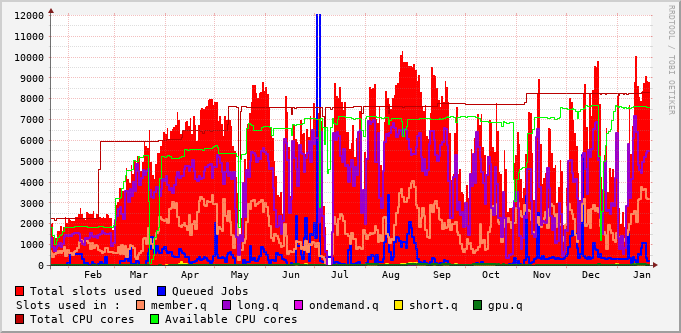 12000
11000
10000
9000
8000
7000
6000
5000
4000
3000
2000
1000
0
Feb Mar Apr May Jun Jul Aug Sep Oct Nov Dec Jan
RRDTOOL / TOBI OETIKER
Total slots used Queued Jobs
Slots used in : member.q long.q ondemand.q short.q gpu.q
Total CPU cores Available CPU cores